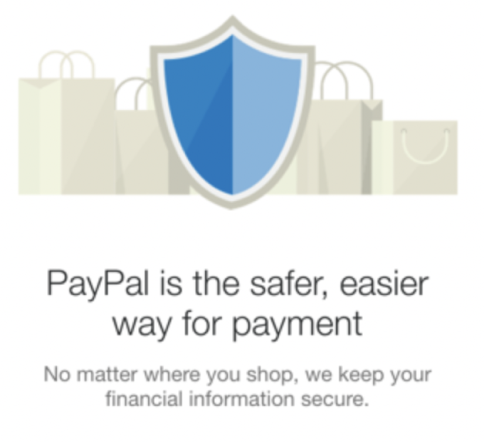 PayPal is the safer, easier
way for payment
No matter where you shop, we keep your
financial information secure.